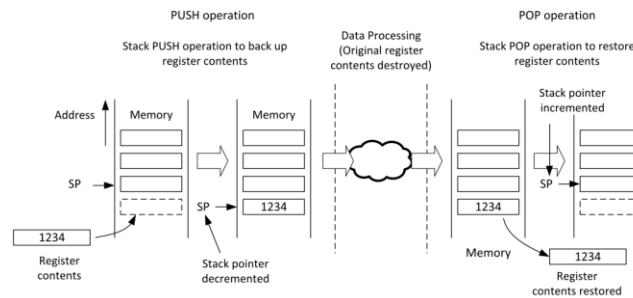 PUSH operation
Stack PUSH operation to back up
register contents
Data Processing
(Original register
contents destroyed)
POP operation
Stack POP operation to restore
register contents
Address
Memory
Memory
Stack pointer
incremented
SP
SP
1234
SP
1234
1234
Register
contents
Stack pointer
decremented
Memory
1234
Register
contents restored